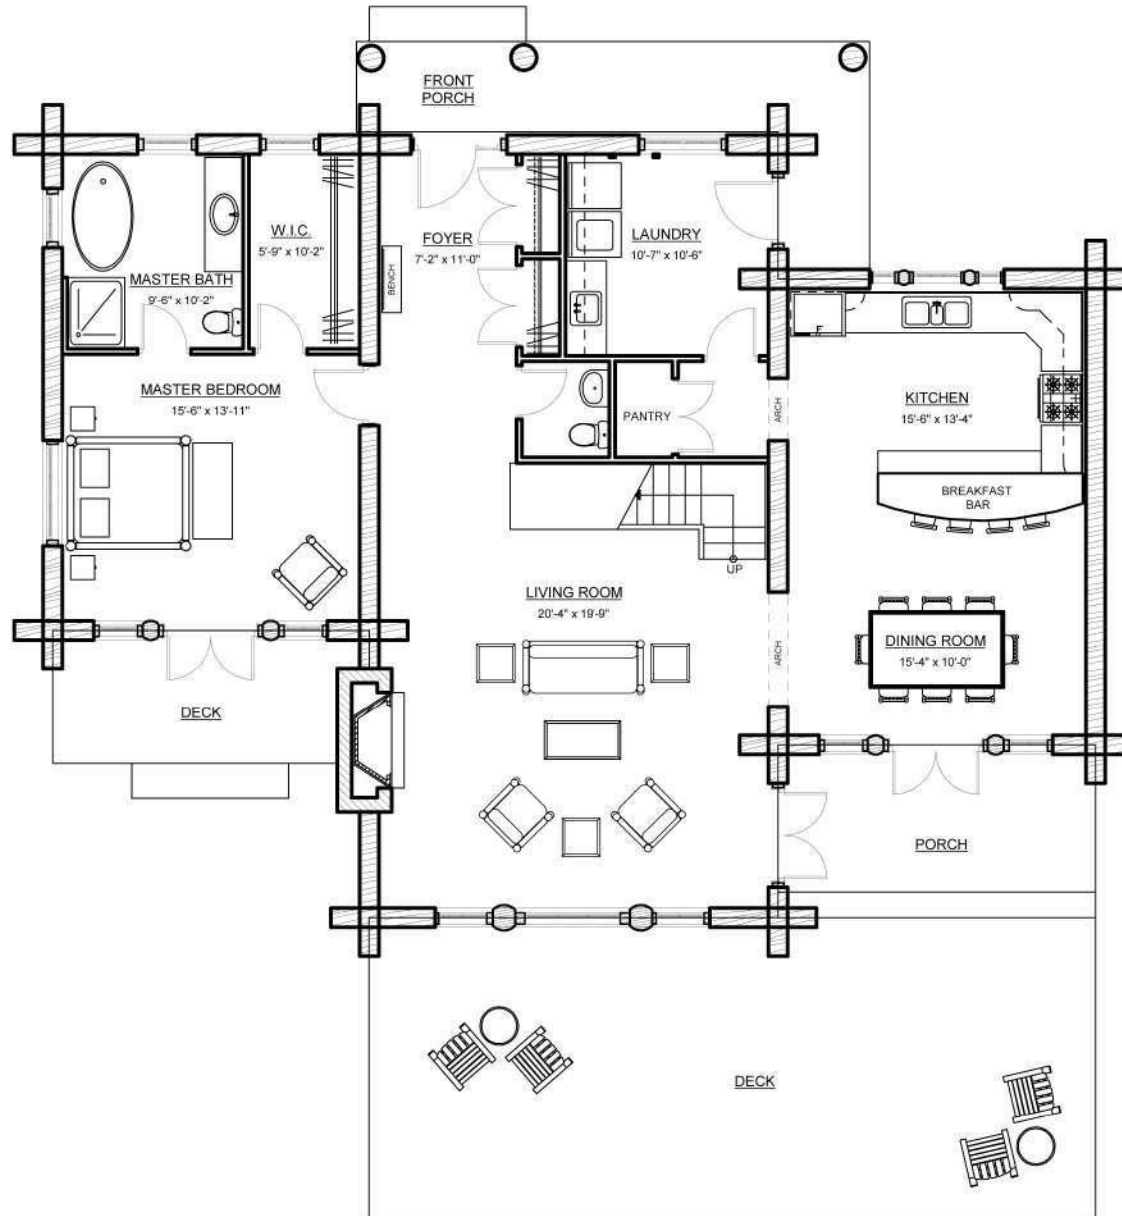 FRONT
PORCH
W.I.C.
5'-9" x 10'-2"
FOYER
7'-2" x 11'-0"
LAUNDRY
10'-7" x 10'-6"
BENCH
MASTER BATH
9'-6" x 10'-2"
MASTER BEDROOM
15'-6" x 13'-11"
PANTRY
ARCH
KITCHEN
15'-6" x 13'-4"
BREAKFAST
BAR
UP
LIVING ROOM
20'-4" x 19'-9"
ARCH
DINING ROOM
15'-4" x 10'-0"
DECK
PORCH
DECK